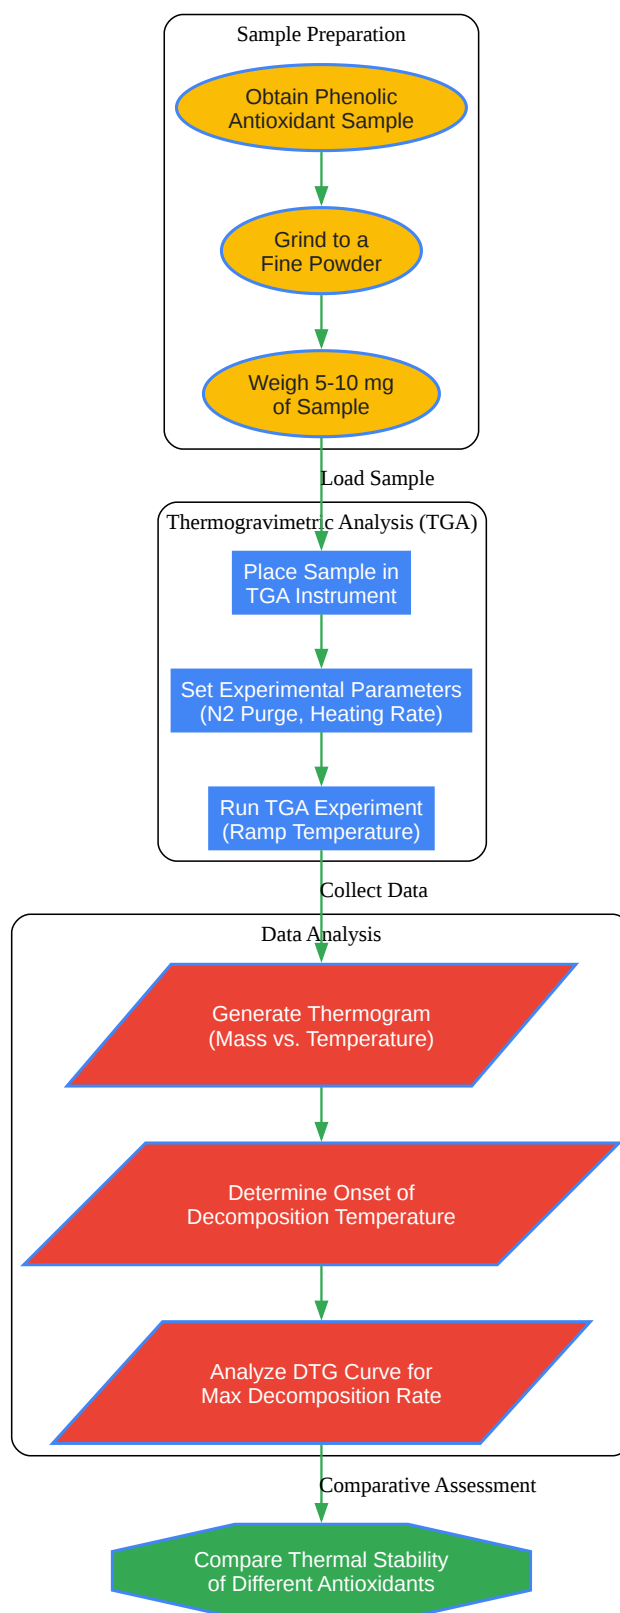 Sample Preparation
Obtain Phenolic
Antioxidant Sample
Grind to a
Fine Powder
Weigh 5-10 mg
of Sample
Load Sample
Thermogravimetric Analysis (TGA)
Place Sample in
TGA Instrument
Set Experimental Parameters
(N2 Purge, Heating Rate)
Run TGA Experiment
(Ramp Temperature)
Collect Data
Data Analysis
Generate Thermogram
(Mass vs. Temperature)
Determine Onset of
Decomposition Temperature
Analyze DTG Curve for
Max Decomposition Rate
Comparative Assessment
Compare Thermal Stability
of Different Antioxidants